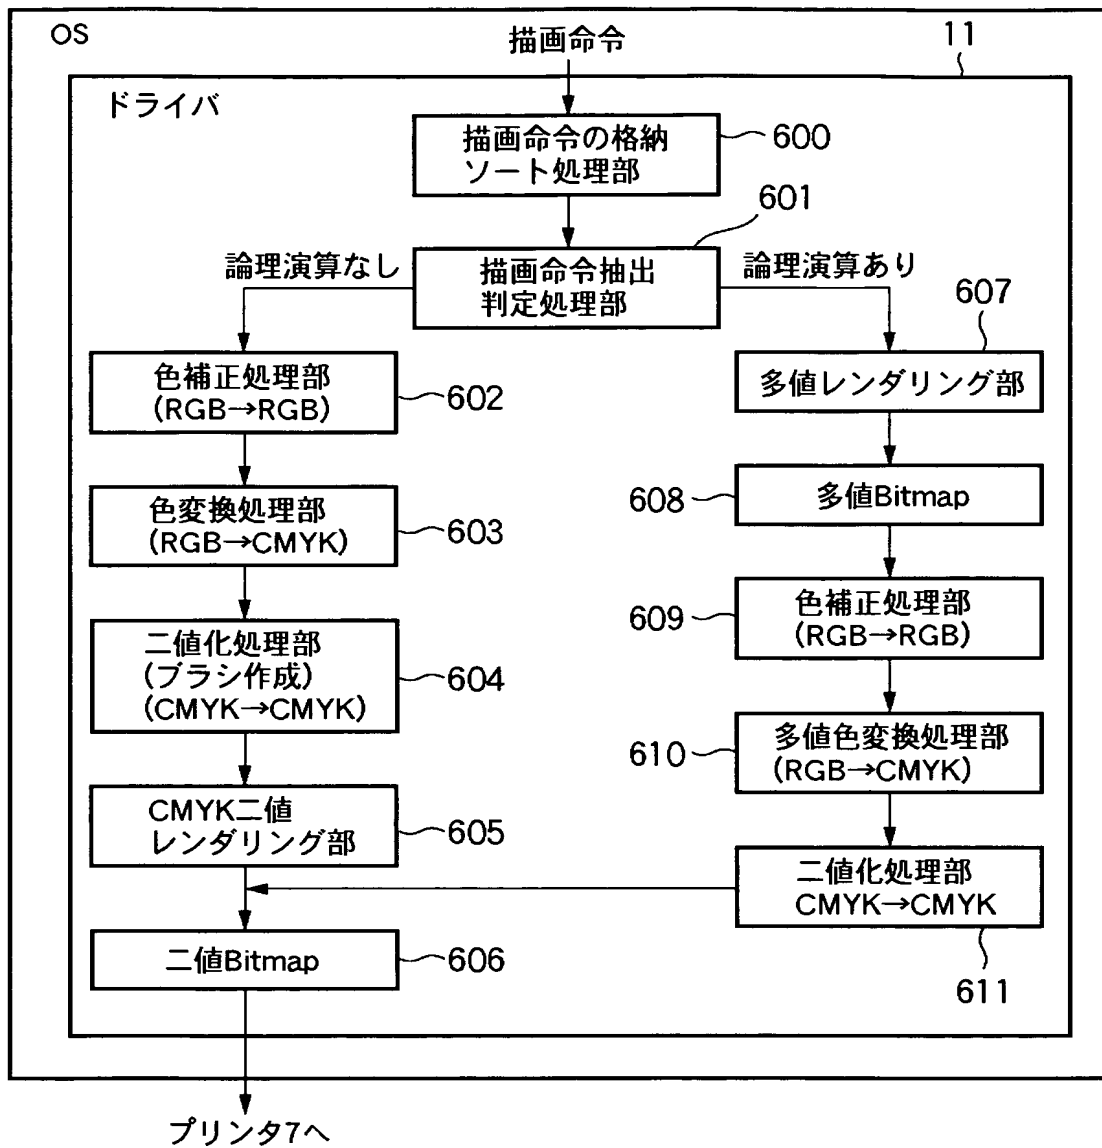 OS
描画命令
11
ドライバ
描画命令の格納
ソート処理部
600
601
論理演算なし
描画命令抽出
判定処理部
論理演算あり
607
色補正処理部
(RGB→RGB)
602
多値レンダリング部
色変換処理部
(RGB→CMYK)
603
608
多値Bitmap
二値化処理部
(ブラシ作成)
(CMYK→CMYK)
604
609
色補正処理部
(RGB→RGB)
610
多値色変換処理部
(RGB→CMYK)
CMYK二値
レンダリング部
605
二値化処理部
CMYK→CMYK
611
二値Bitmap
606
プリンタ7へ